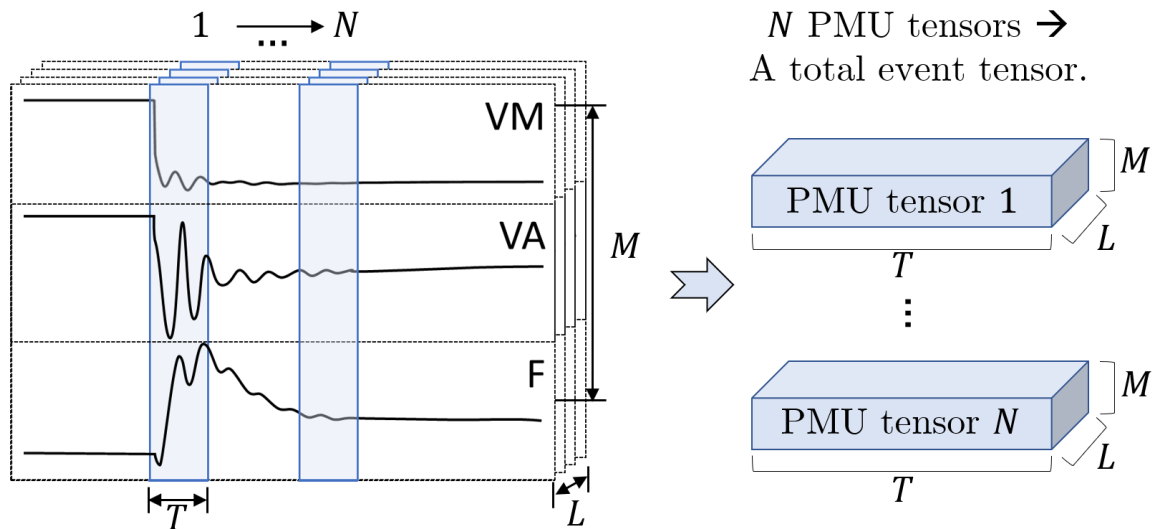 1 ... N
VM
VA
F
M
T
L
N PMU tensors →
A total event tensor.
PMU tensor 1
M
L
T
⋮
PMU tensor N
M
L
T